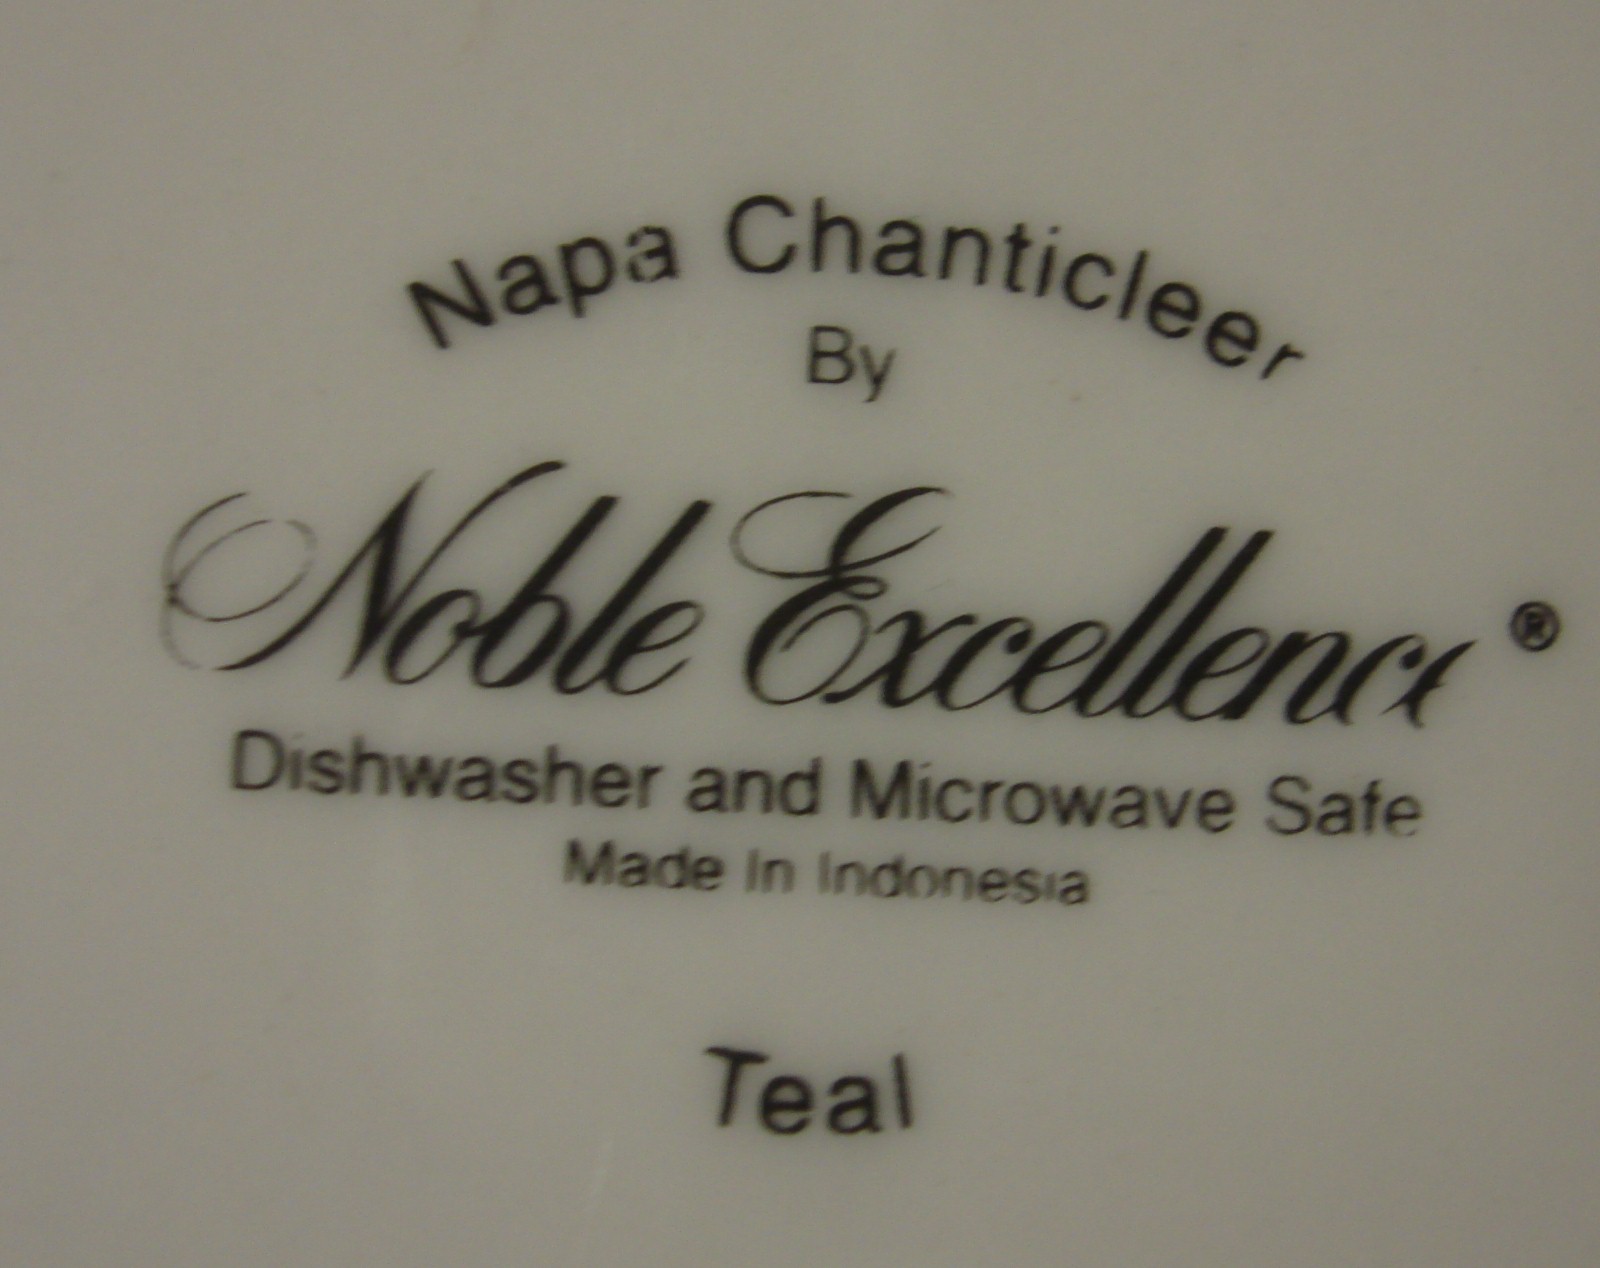 Napa Chanticleer
By
Noble Excellence ®
Dishwasher and Microwave Safe
Made In Indonesia
Teal